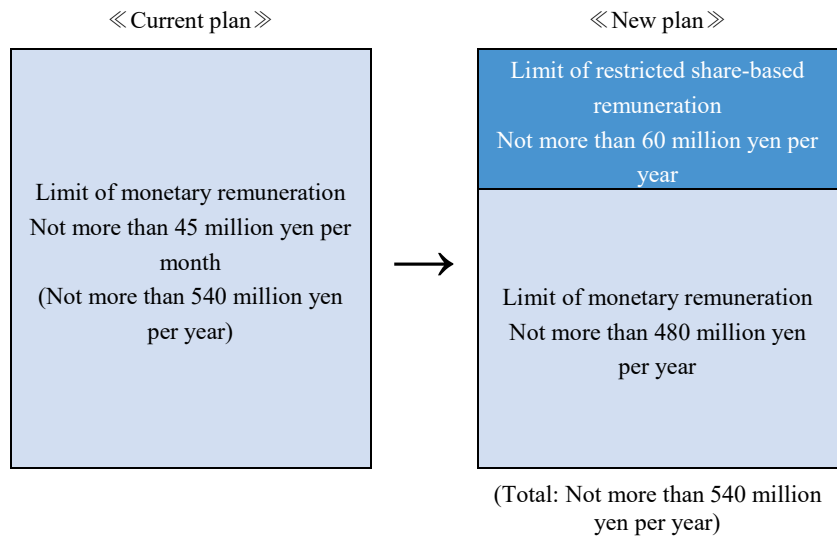 ≪Current plan≫
Limit of monetary remuneration
Not more than 45 million yen per
month
(Not more than 540 million yen
per year)
→
≪New plan≫
Limit of restricted share-based
remuneration
Not more than 60 million yen per
year
Limit of monetary remuneration
Not more than 480 million yen
per year
(Total: Not more than 540 million
yen per year)